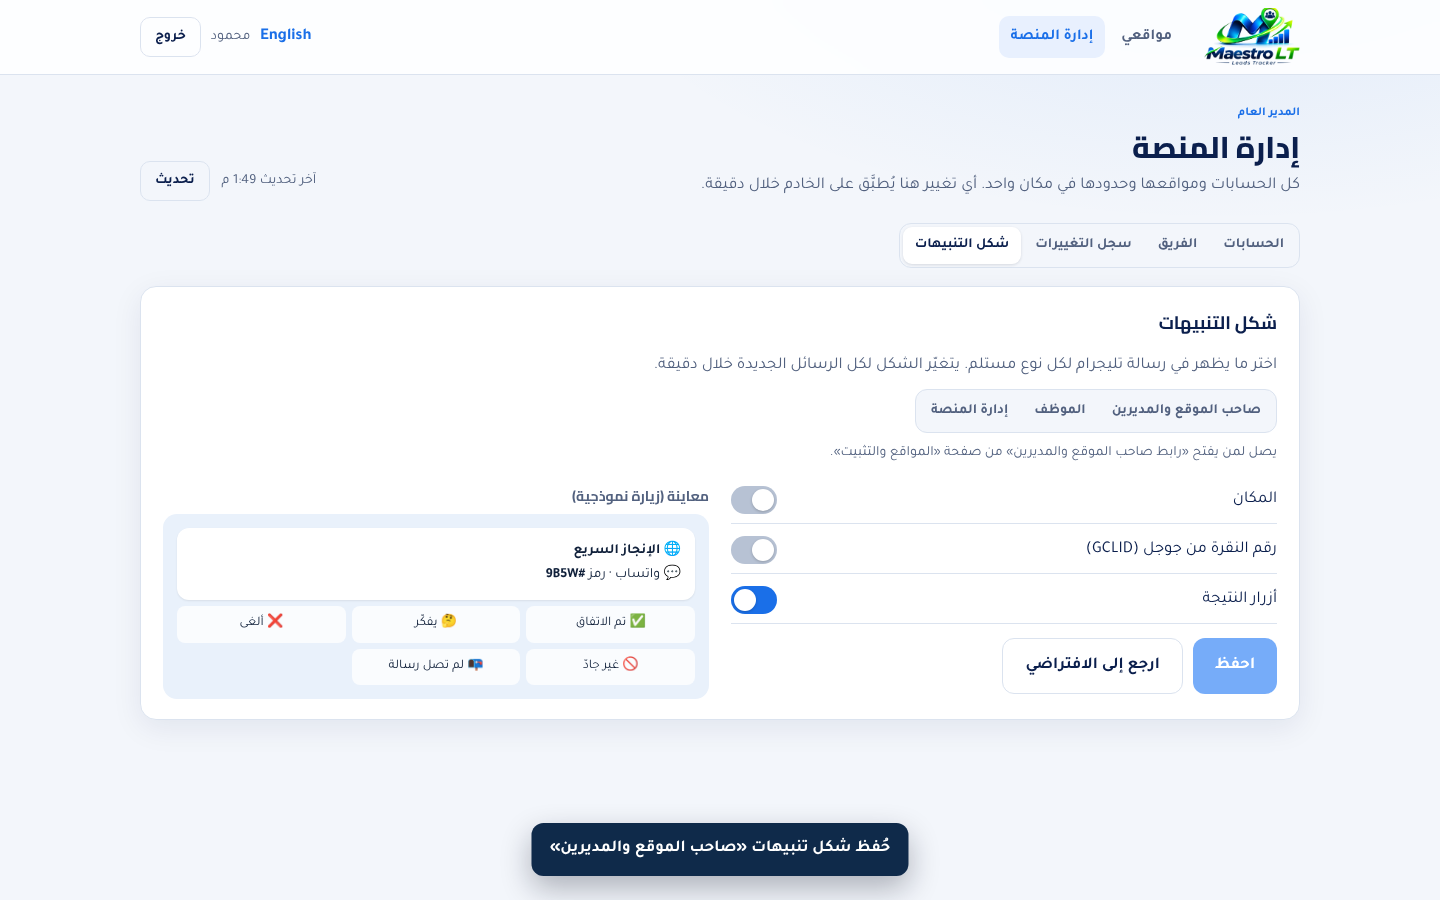 Maestro LT
Leads Tracker
مواقعي
إدارة المنصة
English
محمود
خروج
المدير العام
إدارة المنصة
كل الحسابات ومواقعها وحدودها في مكان واحد. أي تغيير هنا يُطبَّق على الخادم خلال دقيقة.
آخر تحديث 1:49 م
تحديث
الحسابات
الفريق
سجل التغييرات
شكل التنبيهات
شكل التنبيهات
اختر ما يظهر في رسالة تليجرام لكل نوع مستلم. يتغيّر الشكل لكل الرسائل الجديدة خلال دقيقة.
صاحب الموقع والمديرين
الموظف
إدارة المنصة
يصل لمن يفتح «رابط صاحب الموقع والمديرين» من صفحة «المواقع والتثبيت».
المكان
رقم النقرة من جوجل (GCLID)
أزرار النتيجة
احفظ
ارجع إلى الافتراضي
معاينة (زيارة نموذجية)
🌐 الإنجاز السريع
💬 واتساب · رمز #9B5W
✅ تم الاتفاق
🤔 يفكّر
❌ ألغى
🚫 غير جادّ
📭 لم تصل رسالة
حُفظ شكل تنبيهات «صاحب الموقع والمديرين»